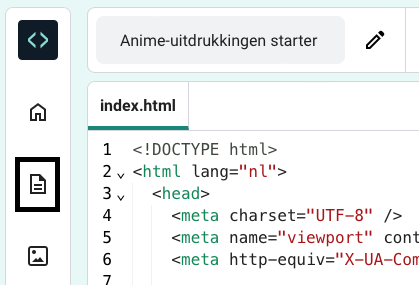 Anime-uitdrukkingen starter
index.html
1 <!DOCTYPE html>
2 <html lang="nl">
3 <head>
4 <meta charset="UTF-8" />
5 <meta name="viewport" cont
6 <meta http-equiv="X-UA-Com
7